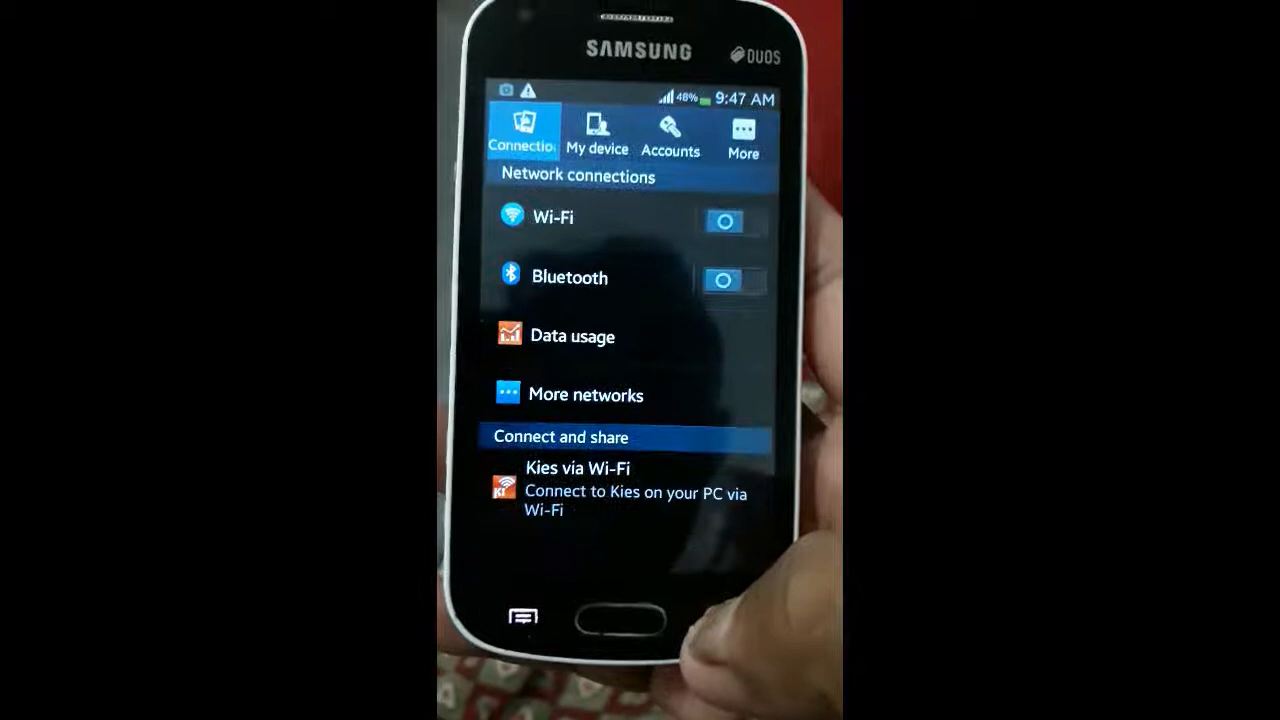 SAMSUNG DUOS
48% 9:47 AM
Connectio
My device
Accounts
More
Network connections
Wi-Fi
Bluetooth
Data usage
More networks
Connect and share
Kies via Wi-Fi
Connect to Kies on your PC via
Wi-Fi